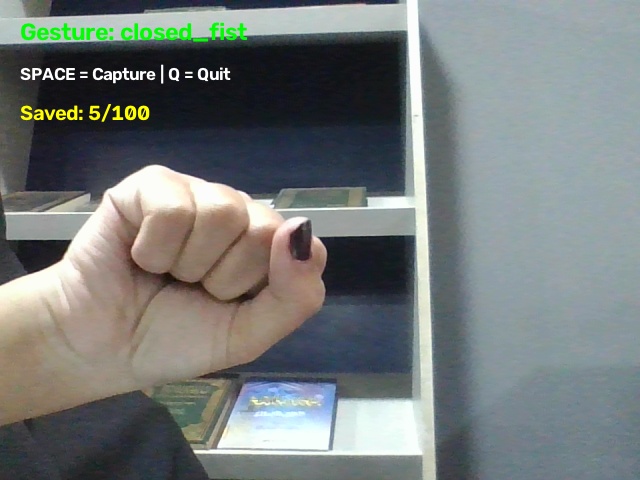 Gesture: closed_fist
SPACE = Capture | Q = Quit
Saved: 5/100